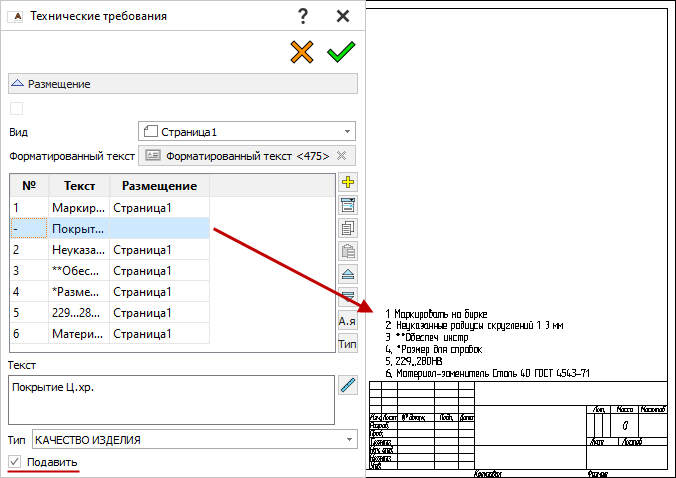 Технические требования
?
Размещение
Вид
Страница1
Форматированный текст
Форматированный текст <475>
№ Текст Размещение
1 Маркир... Страница1
- Покрыт...
2 Неуказа... Страница1
3 **Обес... Страница1
4 *Разме... Страница1
5 229...28... Страница1
6 Матери... Страница1
А.я
Тип
Текст
Покрытие Ц.хр.
Тип КАЧЕСТВО ИЗДЕЛИЯ
Подавить
1 Маркировать на бирке
2 Неуказанные радиусы скруглений 1 3 мм
3 **Обеспеч инстр
4. *Размер для справок
5. 229...280НВ
6. Материал-заменитель Сталь 40 ГОСТ 4543-71
Лит. Масса Масштаб
Изм. Лист № докум. Подп. Дата
0
Разраб.
Пров.
Т.контр.
Лист Листов
Н.контр.
Утв.
Копировал Формат